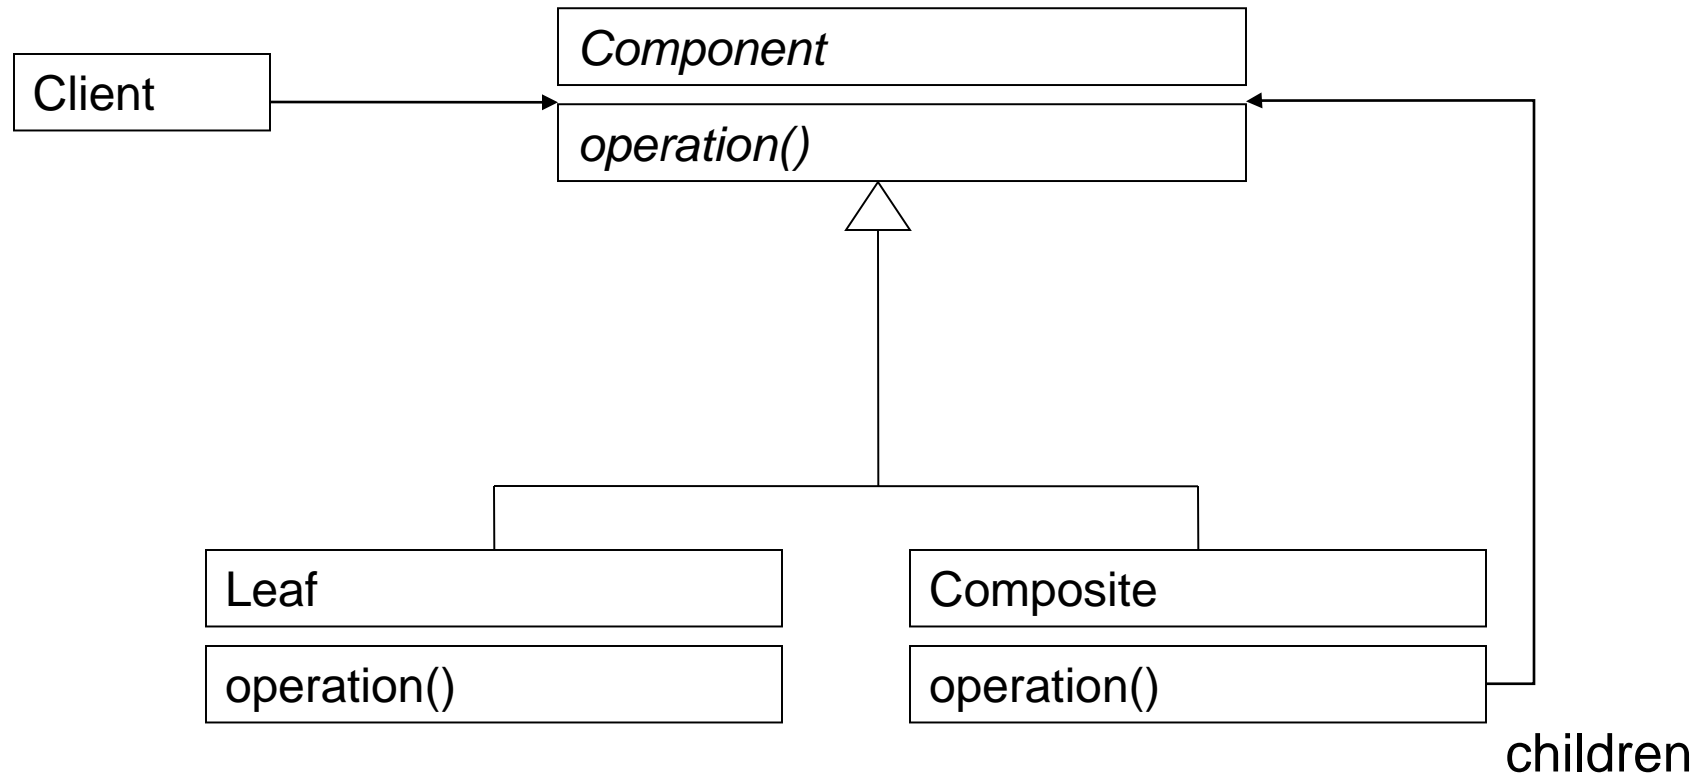 Component
Client
operation()
Leaf
Composite
operation()
operation()
children